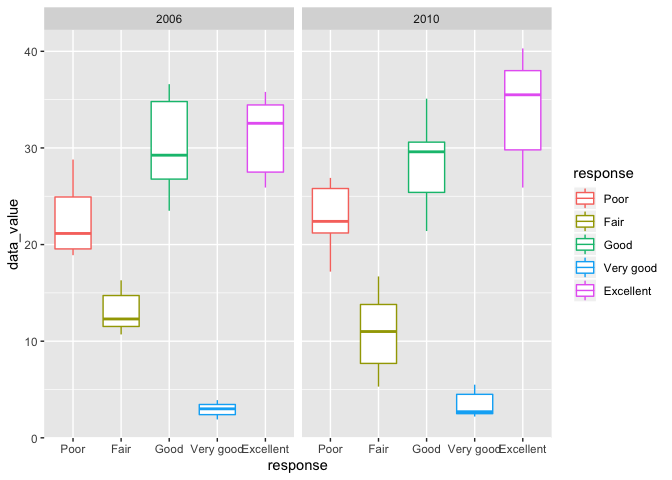 2006 2010
40
30
20
10
0
data_value
Poor Fair Good Very good Excellent Poor Fair Good Very good Excellent
response
response
Poor
Fair
Good
Very good
Excellent